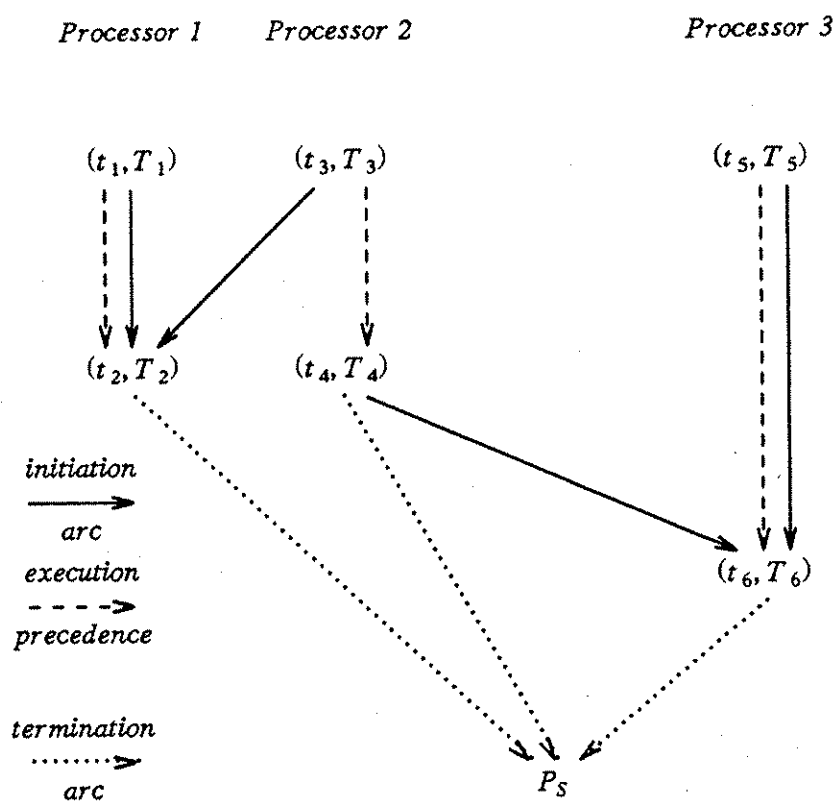 Processor 1 Processor 2 Processor 3
(t₁, T₁) (t₃, T₃) (t₅, T₅)
(t₂, T₂) (t₄, T₄)
initiation
arc
execution
(t₆, T₆)
precedence
termination
P_S
arc